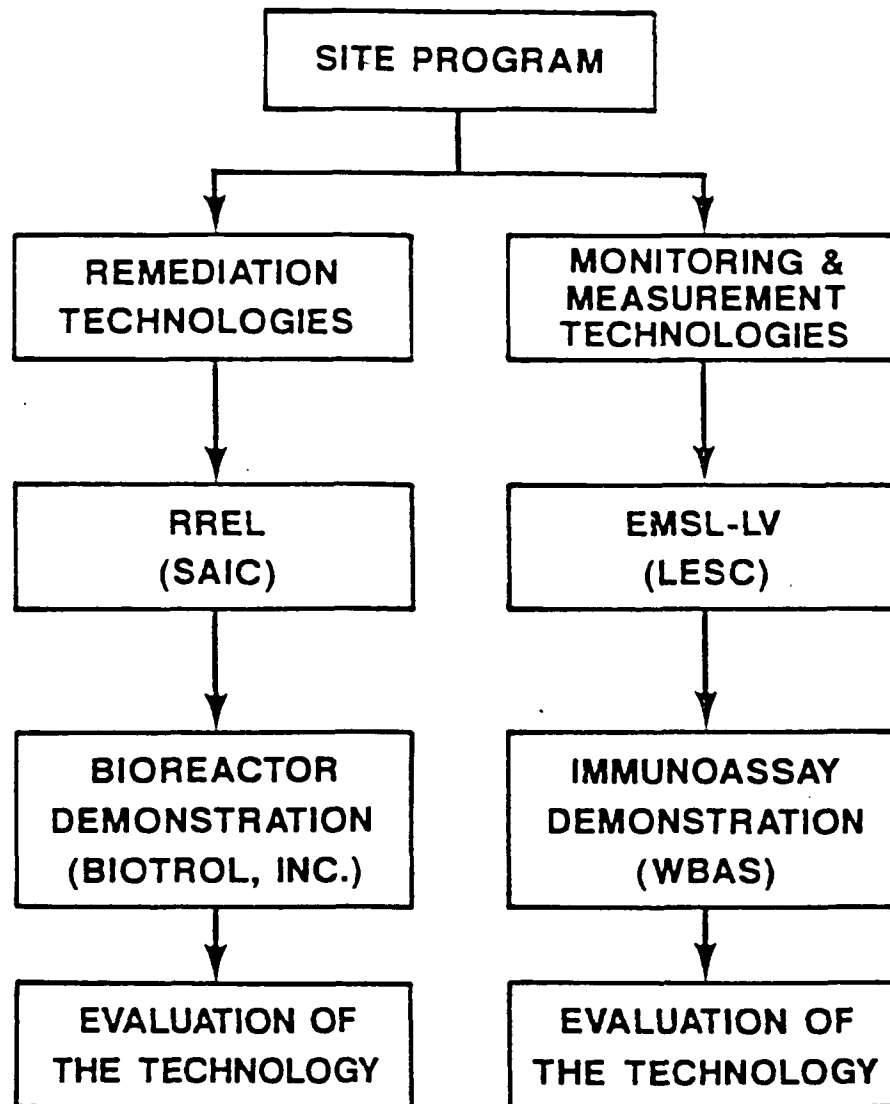 SITE PROGRAM
REMEDIATION
TECHNOLOGIES
MONITORING &
MEASUREMENT
TECHNOLOGIES
RREL
(SAIC)
EMSL-LV
(LESC)
BIOREACTOR
DEMONSTRATION
(BIOTROL, INC.)
IMMUNOASSAY
DEMONSTRATION
(WBAS)
EVALUATION OF
THE TECHNOLOGY
EVALUATION OF
THE TECHNOLOGY